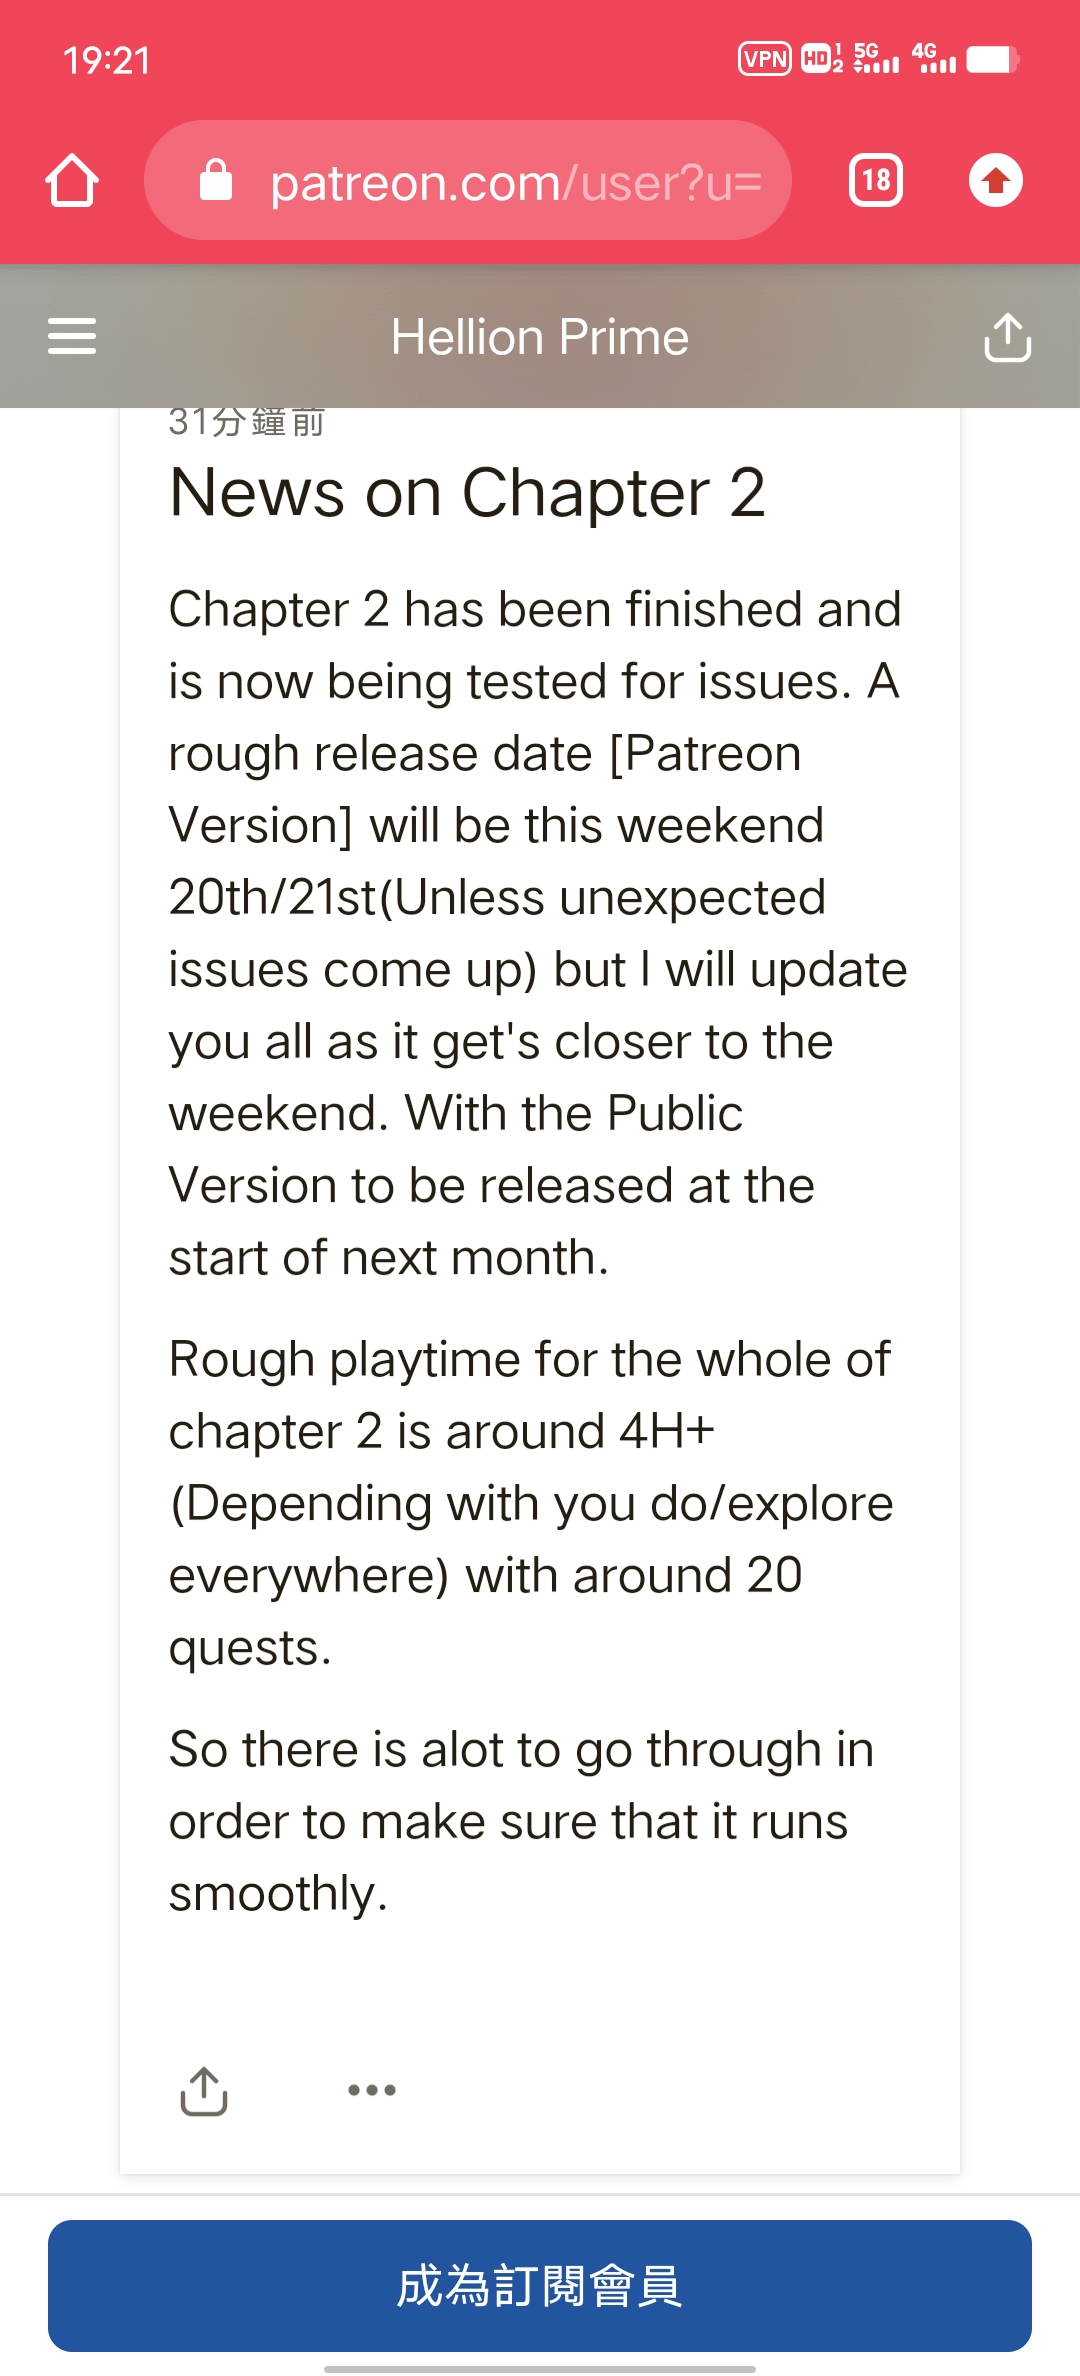 19:21
VPN HD 1 2 5G 4G
patreon.com/user?u=
18
Hellion Prime
31分鐘前
News on Chapter 2
Chapter 2 has been finished and
is now being tested for issues. A
rough release date [Patreon
Version] will be this weekend
20th/21st(Unless unexpected
issues come up) but I will update
you all as it get's closer to the
weekend. With the Public
Version to be released at the
start of next month.
Rough playtime for the whole of
chapter 2 is around 4H+
(Depending with you do/explore
everywhere) with around 20
quests.
So there is alot to go through in
order to make sure that it runs
smoothly.
成為訂閱會員